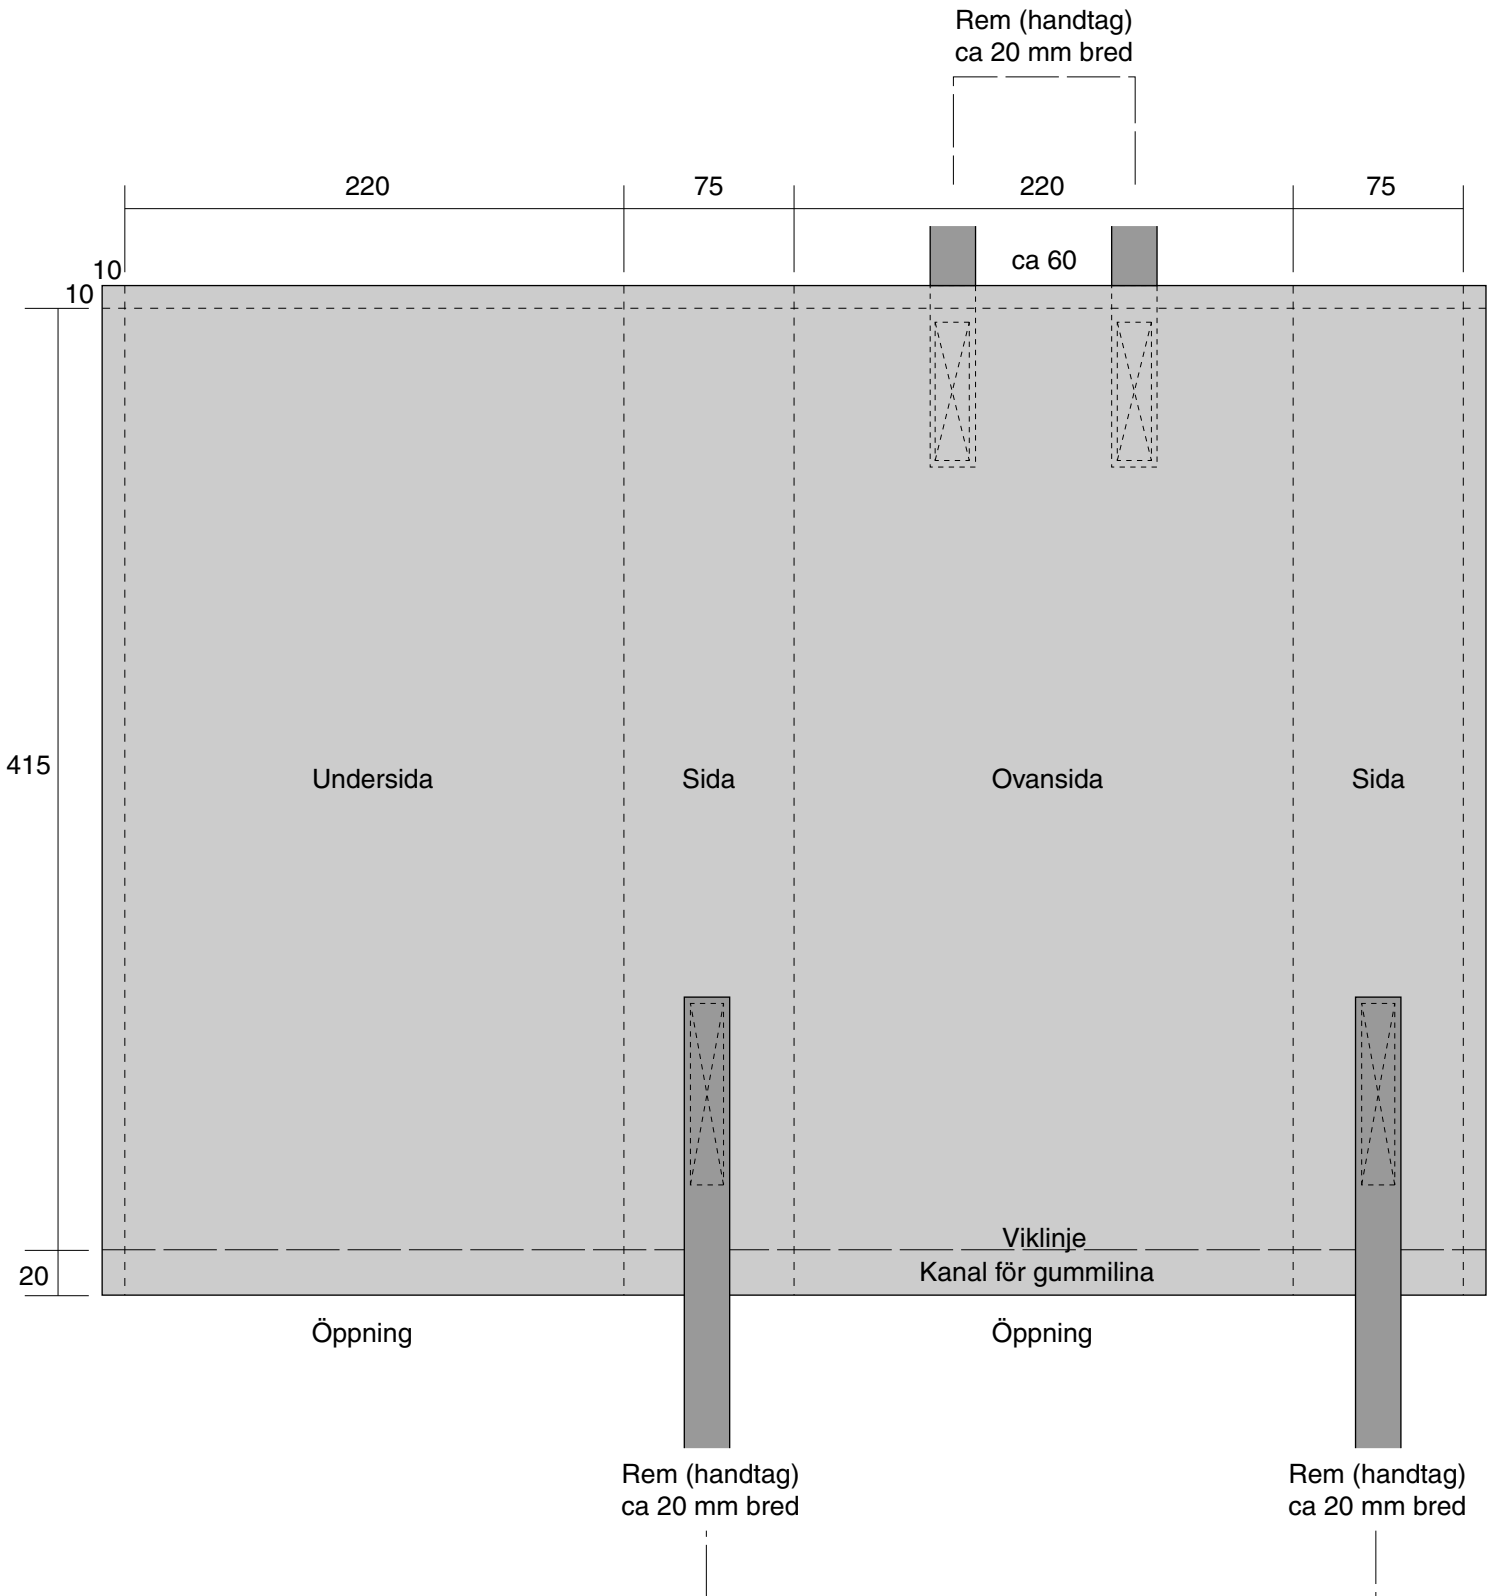 Rem (handtag)
ca 20 mm bred
220 75 220 75
ca 60
10
10
415
Undersida Sida Ovansida Sida
Viklinje
20
Kanal för gummilina
Öppning Öppning
Rem (handtag) Rem (handtag)
ca 20 mm bred ca 20 mm bred